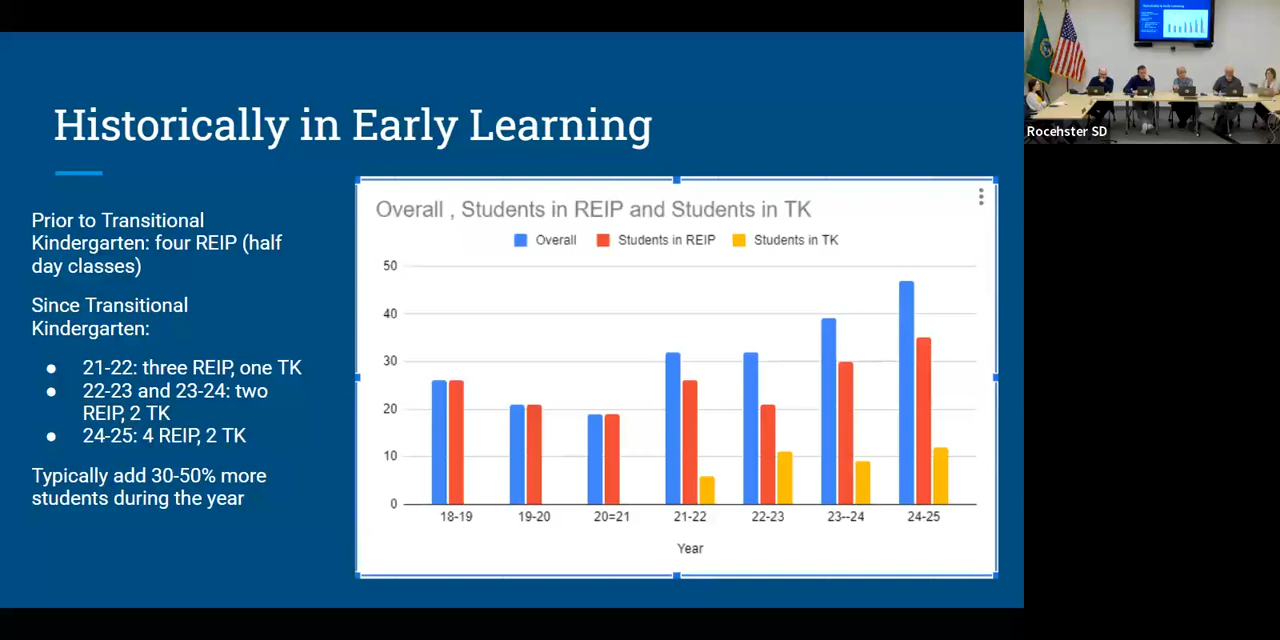 Historically in Early Learning
Prior to Transitional
Kindergarten: four REIP (half
day classes)
Since Transitional
Kindergarten:
● 21-22: three REIP, one TK
● 22-23 and 23-24: two
REIP, 2 TK
● 24-25: 4 REIP, 2 TK
Typically add 30-50% more
students during the year
Overall , Students in REIP and Students in TK
Overall Students in REIP Students in TK
50
40
30
20
10
0
18-19 19-20 20=21 21-22 22-23 23--24 24-25
Year
Historically in Early Learning
Rocehster SD